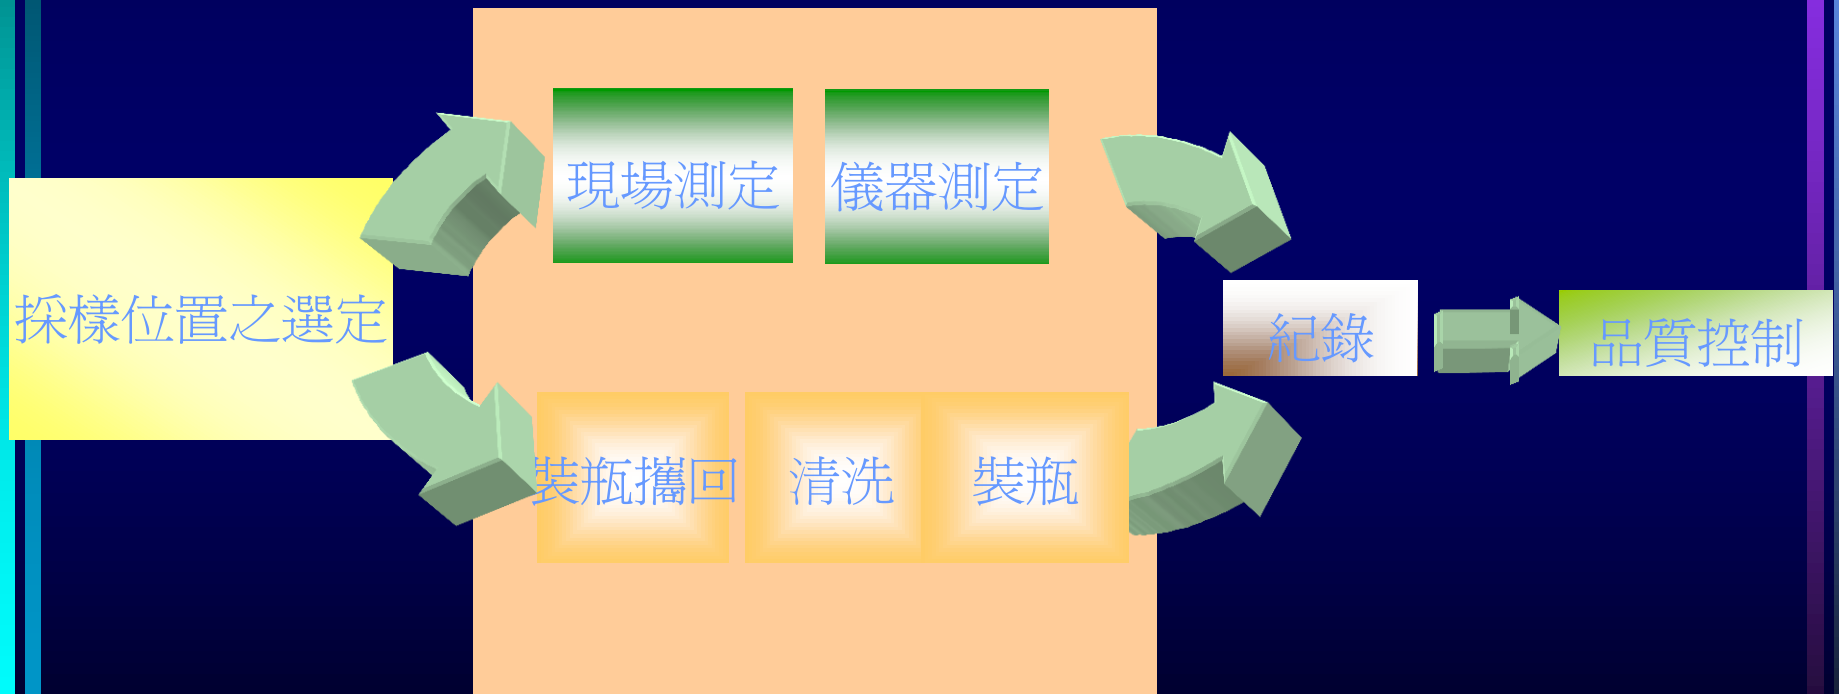 採樣位置之選定
現場測定
儀器測定
裝瓶攜回
清洗
裝瓶
紀錄
品質控制